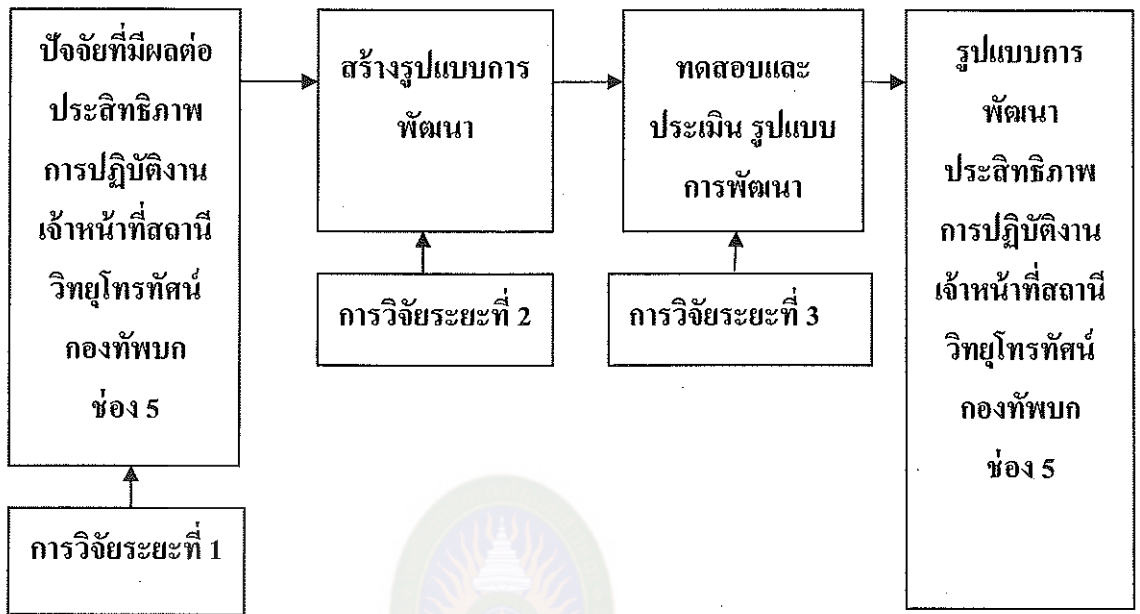 ปัจจัยที่มีผลต่อ
ประสิทธิภาพ
การปฏิบัติงาน
เจ้าหน้าที่สถานี
วิทยุโทรทัศน์
กองทัพบก
ช่อง 5
การวิจัยระยะที่ 1
สร้างรูปแบบการ
พัฒนา
การวิจัยระยะที่ 2
ทดสอบและ
ประเมิน รูปแบบ
การพัฒนา
การวิจัยระยะที่ 3
รูปแบบการ
พัฒนา
ประสิทธิภาพ
การปฏิบัติงาน
เจ้าหน้าที่สถานี
วิทยุโทรทัศน์
กองทัพบก
ช่อง 5